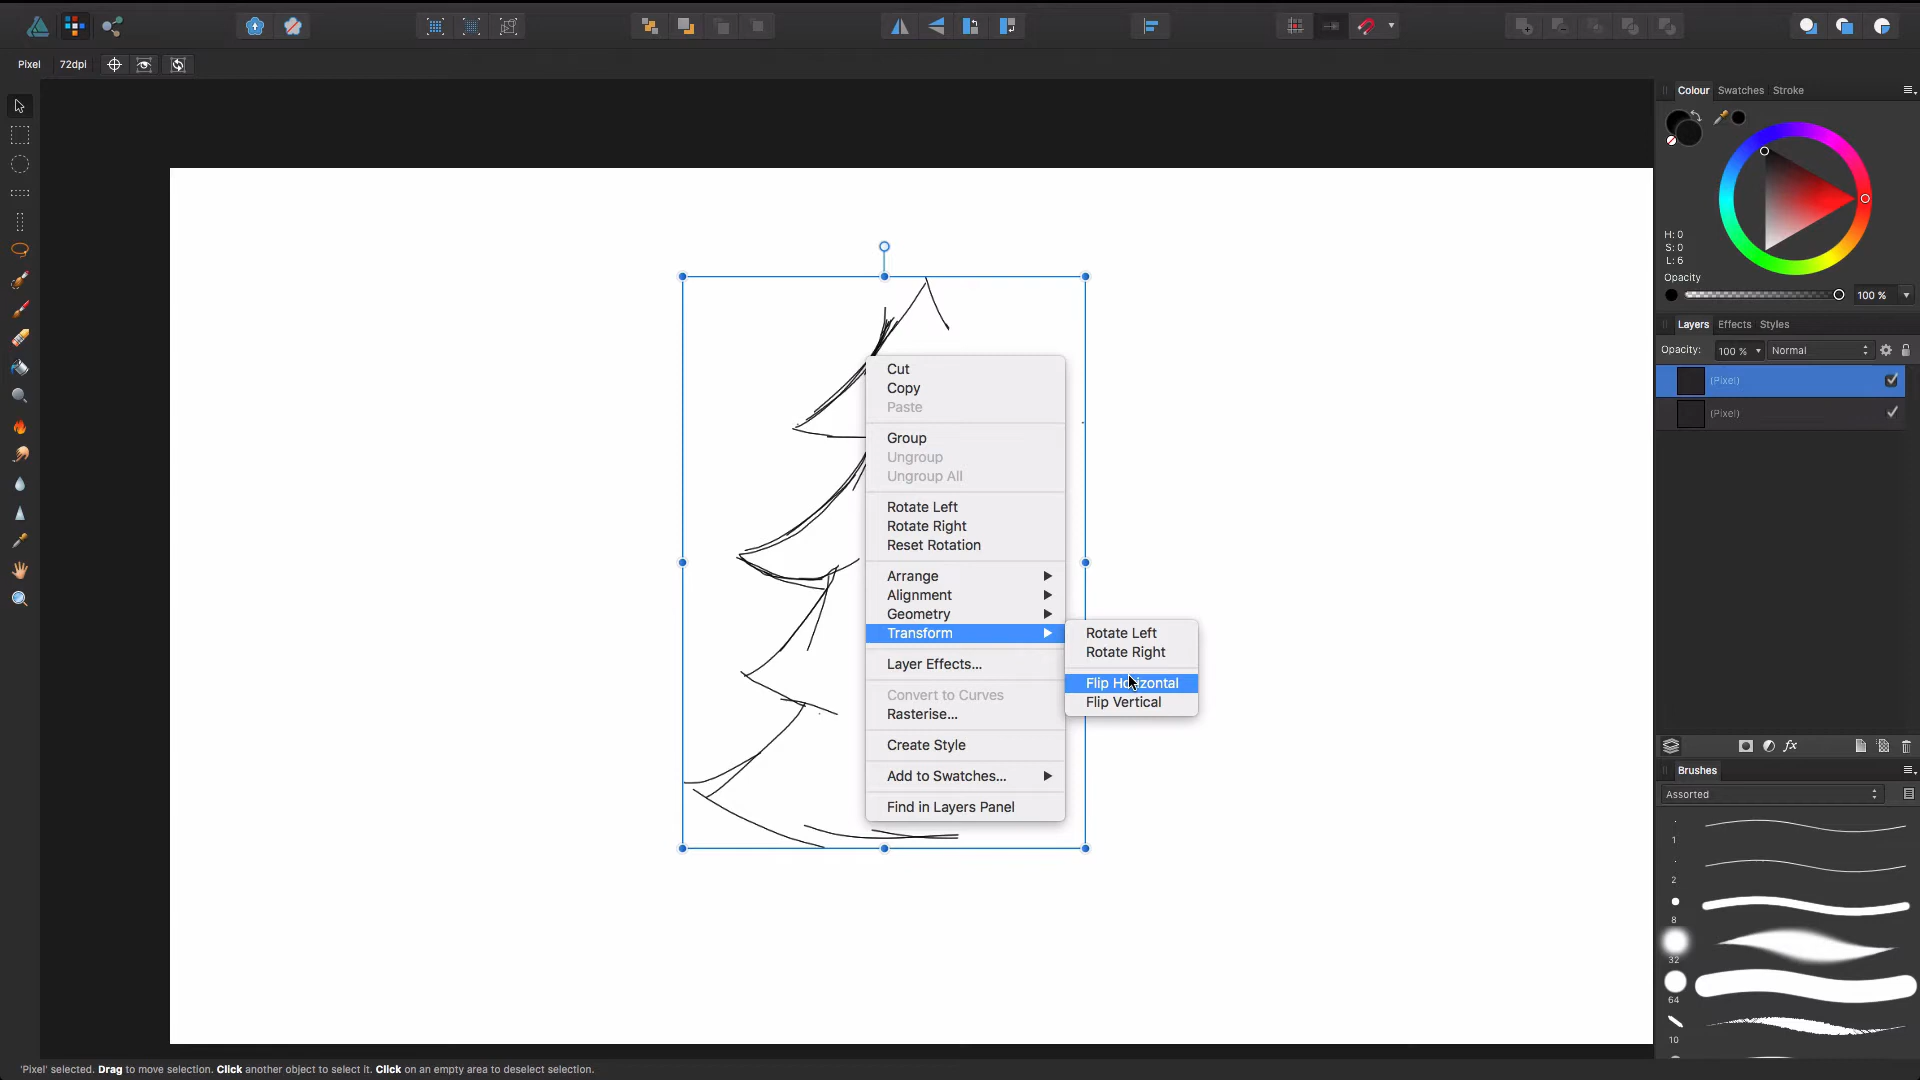 Pixel 72dpi
Colour Swatches Stroke
H: 0
S: 0
L: 6
Opacity
100 %
Layers Effects Styles
Opacity: 100 % Normal
(Pixel)
(Pixel)
Cut
Copy
Paste
Group
Ungroup
Ungroup All
Rotate Left
Rotate Right
Reset Rotation
Arrange
Alignment
Geometry
Transform
Layer Effects...
Convert to Curves
Rasterise...
Create Style
Add to Swatches...
Find in Layers Panel
Rotate Left
Rotate Right
Flip Horizontal
Flip Vertical
fx
Brushes
Assorted
1
2
8
32
64
10
'Pixel' selected. Drag to move selection. Click another object to select it. Click on an empty area to deselect selection.